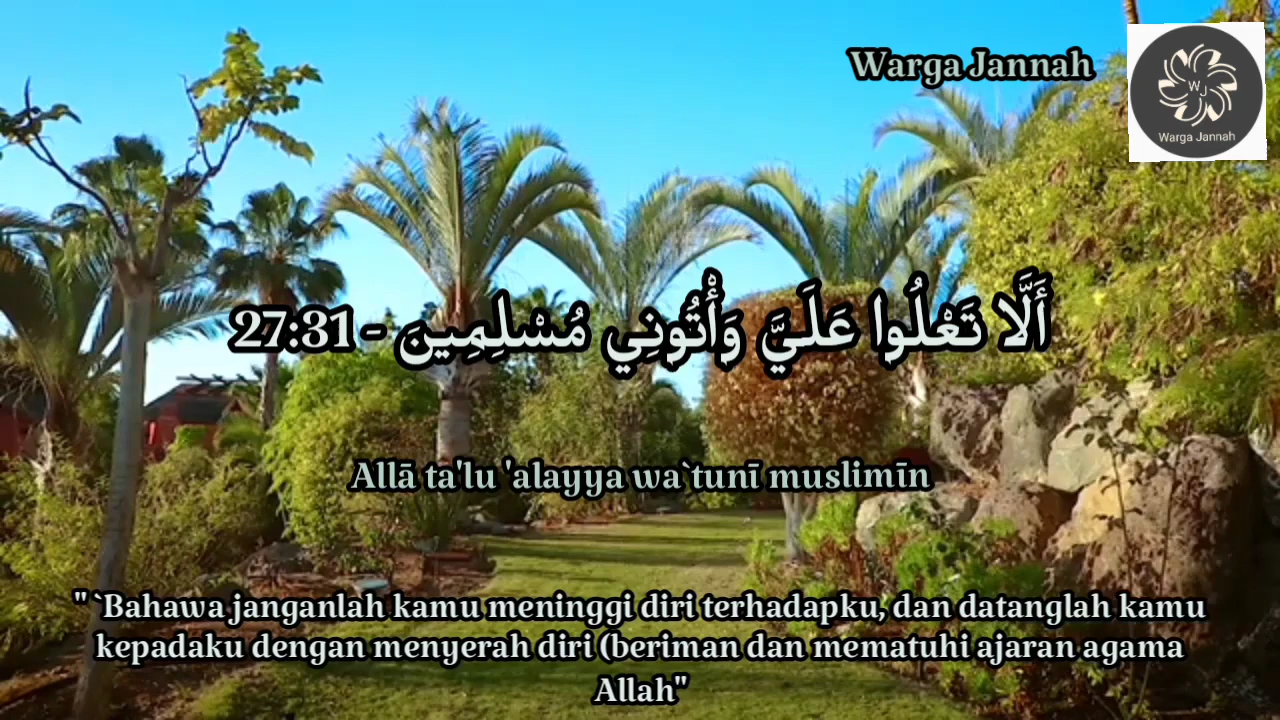 Warga Jannah
WJ
Warga Jannah
أَلَّا تَعْلُوا عَلَيَّ وَأْتُونِي مُسْلِمِينَ - 27:31
Allā ta'lu 'alayya wa`tunī muslimīn
"`Bahawa janganlah kamu meninggi diri terhadapku, dan datanglah kamu
kepadaku dengan menyerah diri (beriman dan mematuhi ajaran agama
Allah"